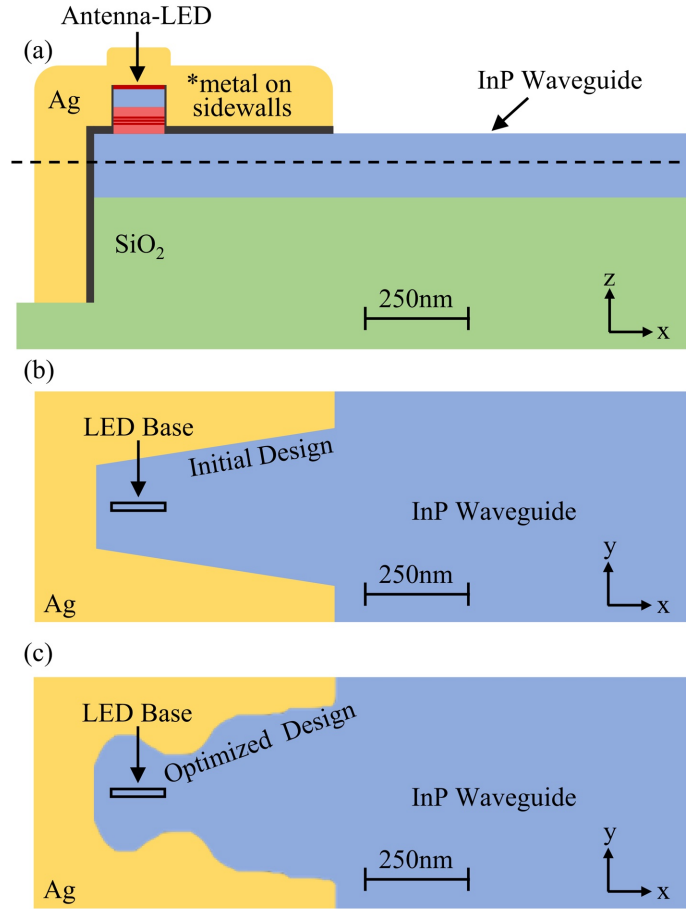 Antenna-LED
(a)
Ag
*metal on
sidewalls
InP Waveguide
SiO₂
250nm
z
x
(b)
LED Base
Initial Design
InP Waveguide
250nm
y
x
Ag
(c)
LED Base
Optimized Design
InP Waveguide
250nm
y
x
Ag